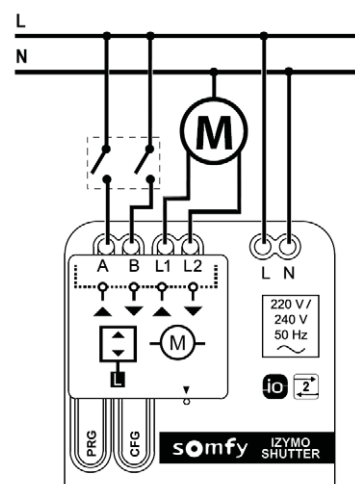 L
N
M
A B L1 L2
L N
M
L
220 V /
240 V
50 Hz
io 2
PRG CFG
somfy IZYMO
SHUTTER